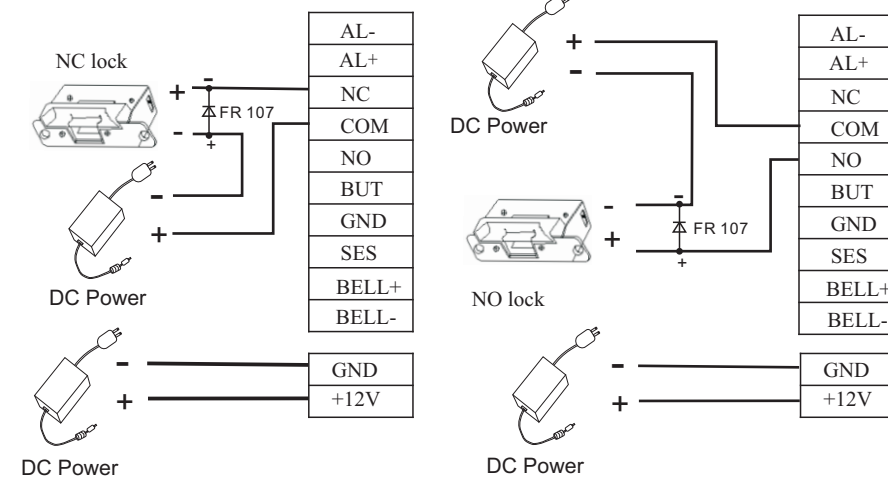 NC lock
+
-
-
+
FR 107
-
+
DC Power
AL-
AL+
NC
COM
NO
BUT
GND
SES
BELL+
BELL-
-
+
DC Power
GND
+12V
+
-
DC Power
-
+
-
+
FR 107
NO lock
AL-
AL+
NC
COM
NO
BUT
GND
SES
BELL+
BELL-
-
+
DC Power
GND
+12V